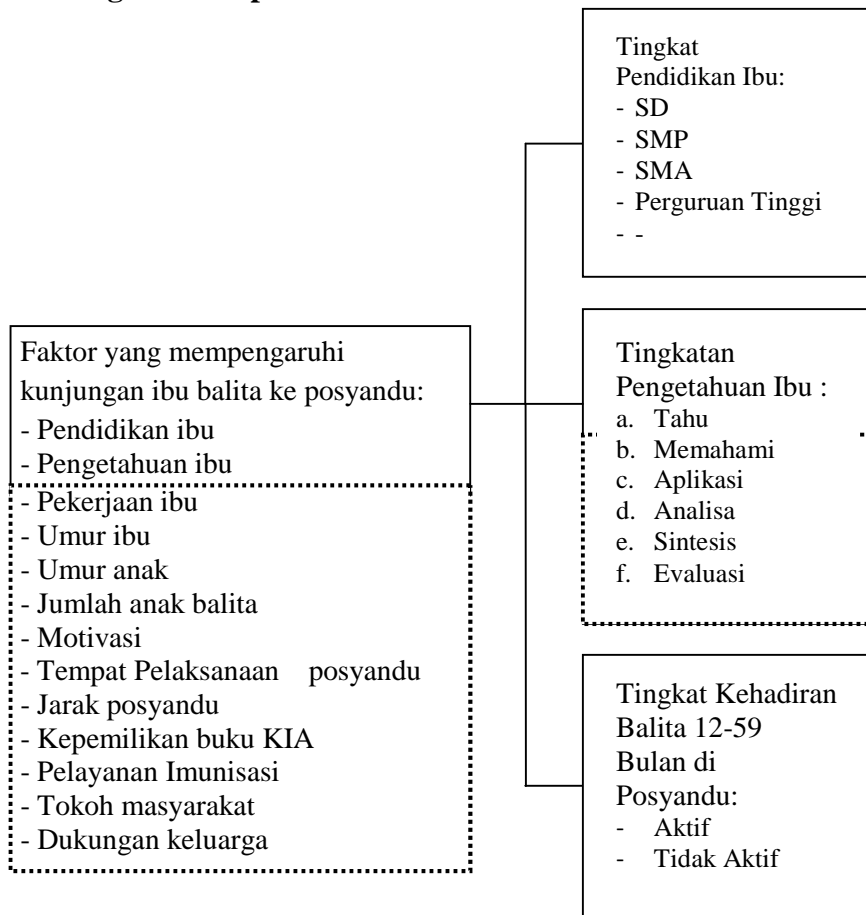 Tingkat
Pendidikan Ibu:
- SD
- SMP
- SMA
- Perguruan Tinggi
- -
Faktor yang mempengaruhi
kunjungan ibu balita ke posyandu:
- Pendidikan ibu
- Pengetahuan ibu
- Pekerjaan ibu
- Umur ibu
- Umur anak
- Jumlah anak balita
- Motivasi
- Tempat Pelaksanaan posyandu
- Jarak posyandu
- Kepemilikan buku KIA
- Pelayanan Imunisasi
- Tokoh masyarakat
- Dukungan keluarga
Tingkatan
Pengetahuan Ibu :
a. Tahu
b. Memahami
c. Aplikasi
d. Analisa
e. Sintesis
f. Evaluasi
Tingkat Kehadiran
Balita 12-59
Bulan di
Posyandu:
- Aktif
- Tidak Aktif